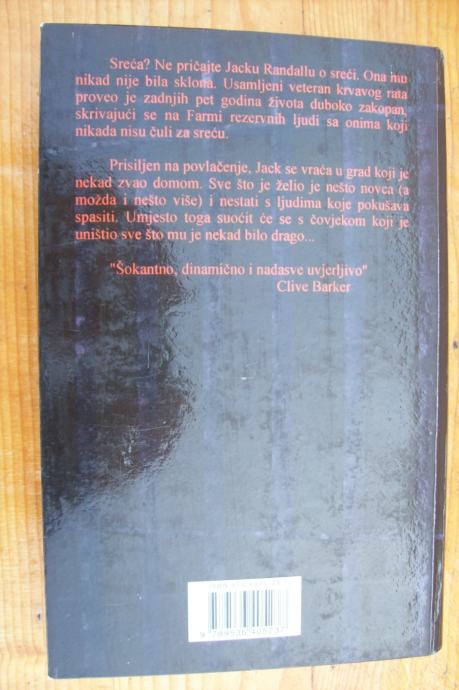 Sreća? Ne pričajte Jacku Randallu o sreći. Ona mu
nikad nije bila sklona. Usamljeni veteran krvavog rata
proveo je zadnjih pet godina života duboko zakopan,
skrivajući se na Farmi rezervnih ljudi sa onima koji
nikada nisu čuli za sreću.
Prisiljen na povlačenje, Jack se vraća u grad koji je
nekad zvao domom. Sve što je želio je nešto novca (a
možda i nešto više) i nestati s ljudima koje pokušava
spasiti. Umjesto toga suočit će se s čovjekom koji je
uništio sve što mu je nekad bilo drago...
"Šokantno, dinamično i nadasve uvjerljivo"
Clive Barker
ISBN
9 789536 405237